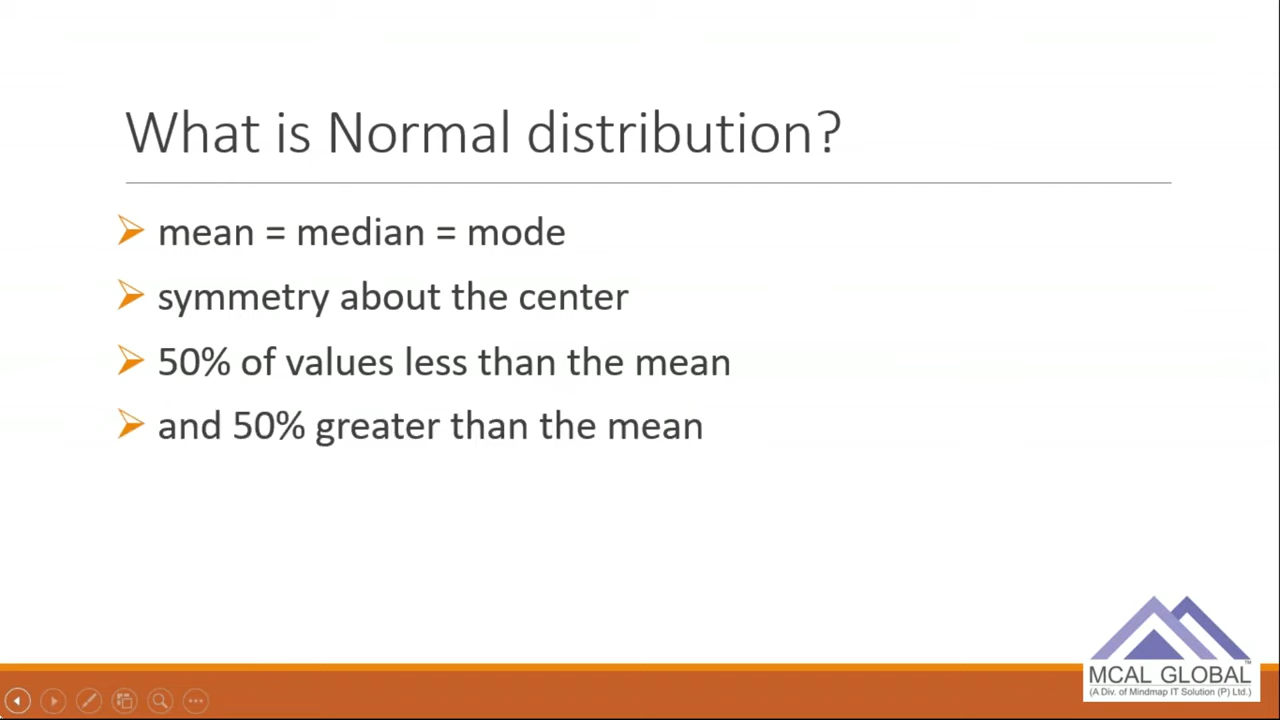 What is Normal distribution?
mean = median = mode
symmetry about the center
50% of values less than the mean
and 50% greater than the mean
MCAL GLOBAL™
(A Div. of Mindmap IT Solution (P) Ltd.)